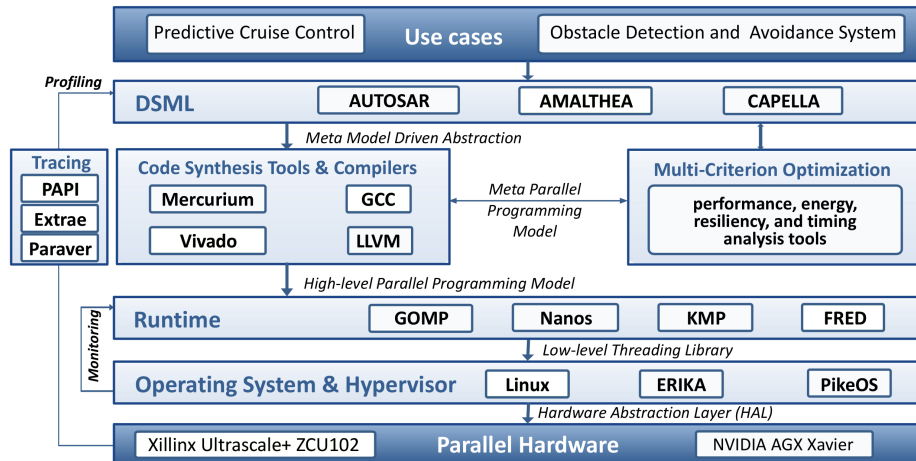 Predictive Cruise Control
Use cases
Obstacle Detection and Avoidance System
Profiling
DSML
AUTOSAR
AMALTHEA
CAPELLA
Meta Model Driven Abstraction
Tracing
PAPI
Extrae
Paraver
Code Synthesis Tools & Compilers
Mercurium
GCC
Vivado
LLVM
Meta Parallel
Programming
Model
Multi-Criterion Optimization
performance, energy,
resiliency, and timing
analysis tools
High-level Parallel Programming Model
Monitoring
Runtime
GOMP
Nanos
KMP
FRED
Low-level Threading Library
Operating System & Hypervisor
Linux
ERIKA
PikeOS
Hardware Abstraction Layer (HAL)
Xillinx Ultrascale+ ZCU102
Parallel Hardware
NVIDIA AGX Xavier